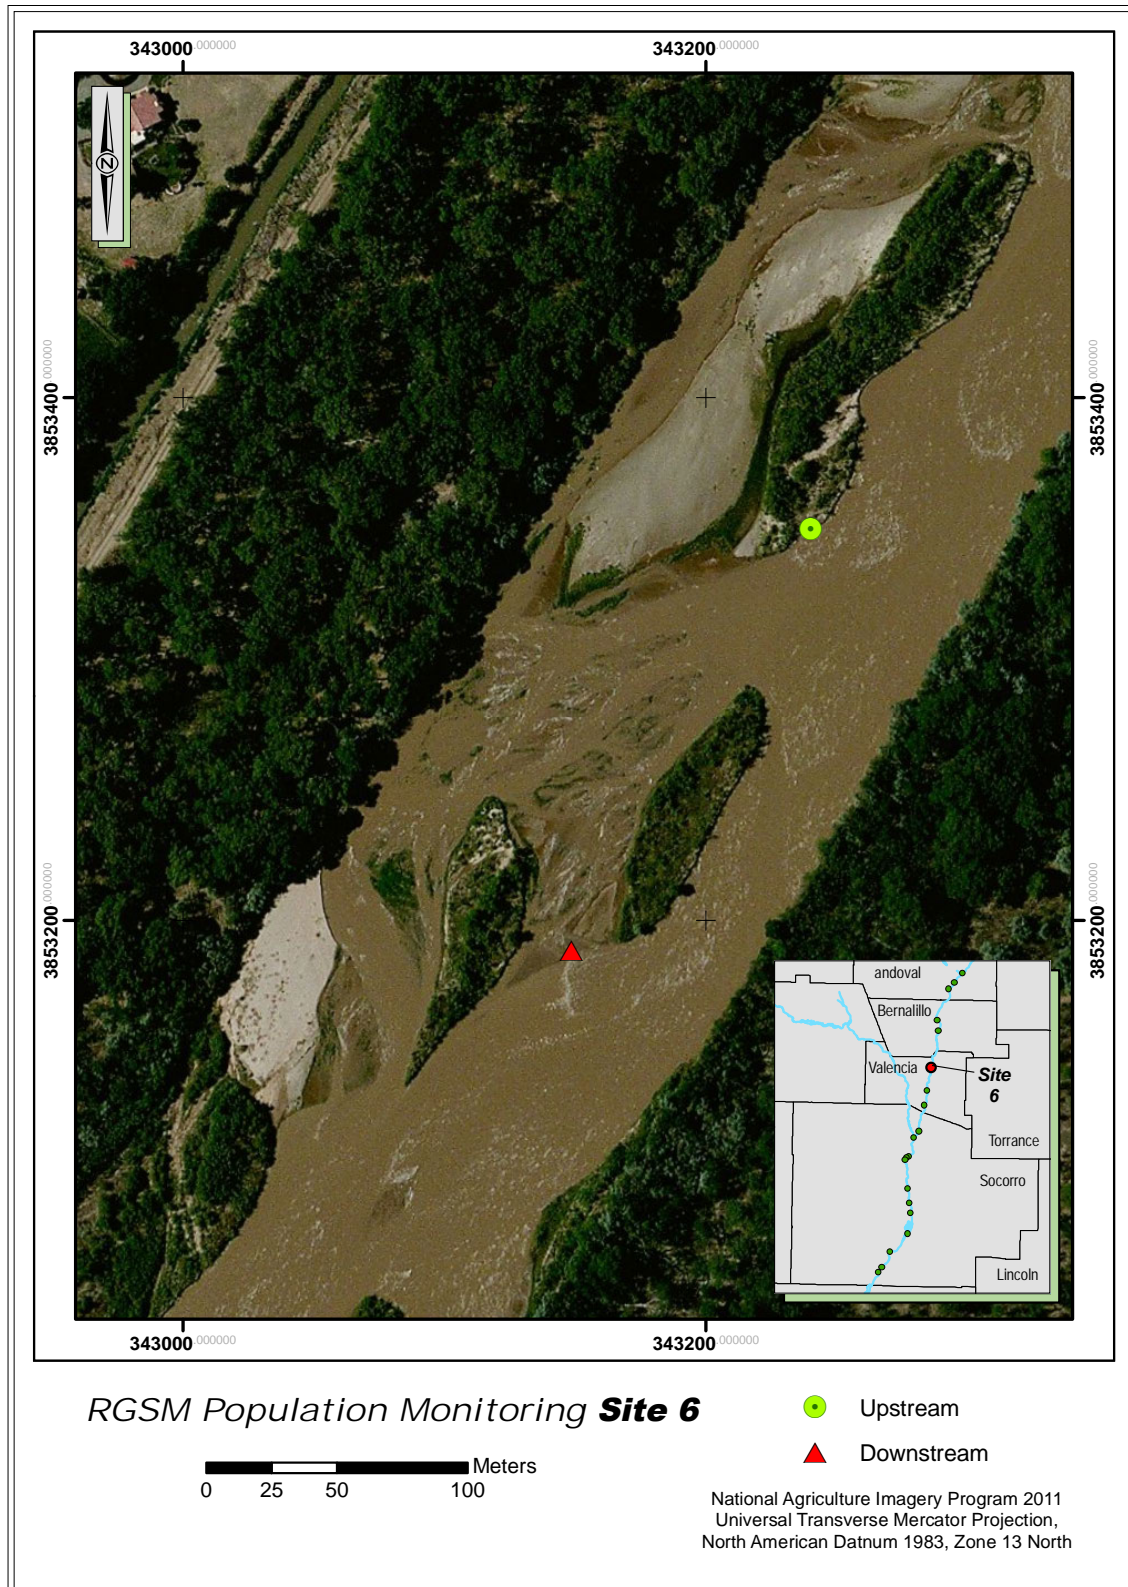 343000.000000 343200.000000
N
3853400.000000 3853400.000000
3853200.000000 3853200.000000
andoval
Bernalillo
Valencia
Site
6
Torrance
Socorro
Lincoln
343000.000000 343200.000000
RGSM Population Monitoring Site 6
Upstream
Downstream
Meters
0 25 50 100
National Agriculture Imagery Program 2011
Universal Transverse Mercator Projection,
North American Datnum 1983, Zone 13 North